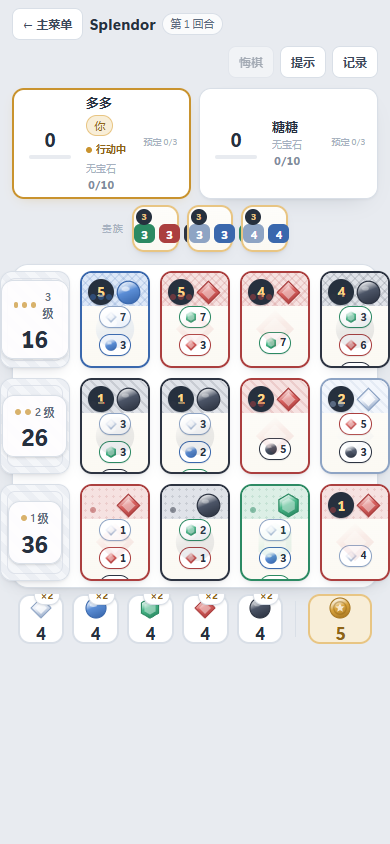 ← 主菜单 Splendor 第 1 回合
悔棋 提示 记录
0 多多 你 行动中 无宝石 0/10 预定 0/3
0 糖糖 无宝石 0/10 预定 0/3
贵族 3 3 3 3 3 3 3 4 4
3 级 16
5 7 3
5 7 3
4 7
4 3 6
2 级 26
1 3 3
1 3 2
2 5
2 5 3
1 级 36
1 1
2 1
1 3
1 4
×2 ×2 ×2 ×2 ×2
4 4 4 4 4 5